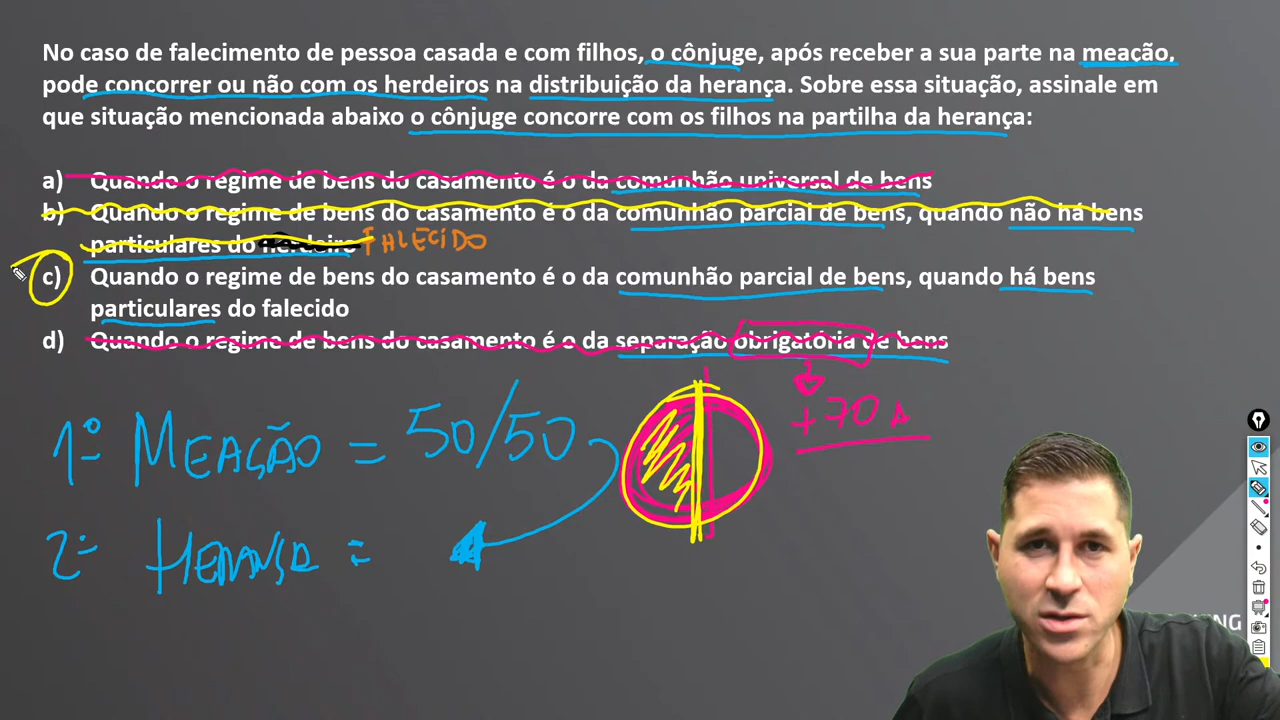 No caso de falecimento de pessoa casada e com filhos, o cônjuge, após receber a sua parte na meação,
pode concorrer ou não com os herdeiros na distribuição da herança. Sobre essa situação, assinale em
que situação mencionada abaixo o cônjuge concorre com os filhos na partilha da herança:
a) Quando o regime de bens do casamento é o da comunhão universal de bens
b) Quando o regime de bens do casamento é o da comunhão parcial de bens, quando não há bens
particulares do herdeiro FALECIDO
c) Quando o regime de bens do casamento é o da comunhão parcial de bens, quando há bens
particulares do falecido
d) Quando o regime de bens do casamento é o da separação obrigatória de bens
+70 A
1º MEAÇÃO = 50/50
2º HERANÇA =
NG